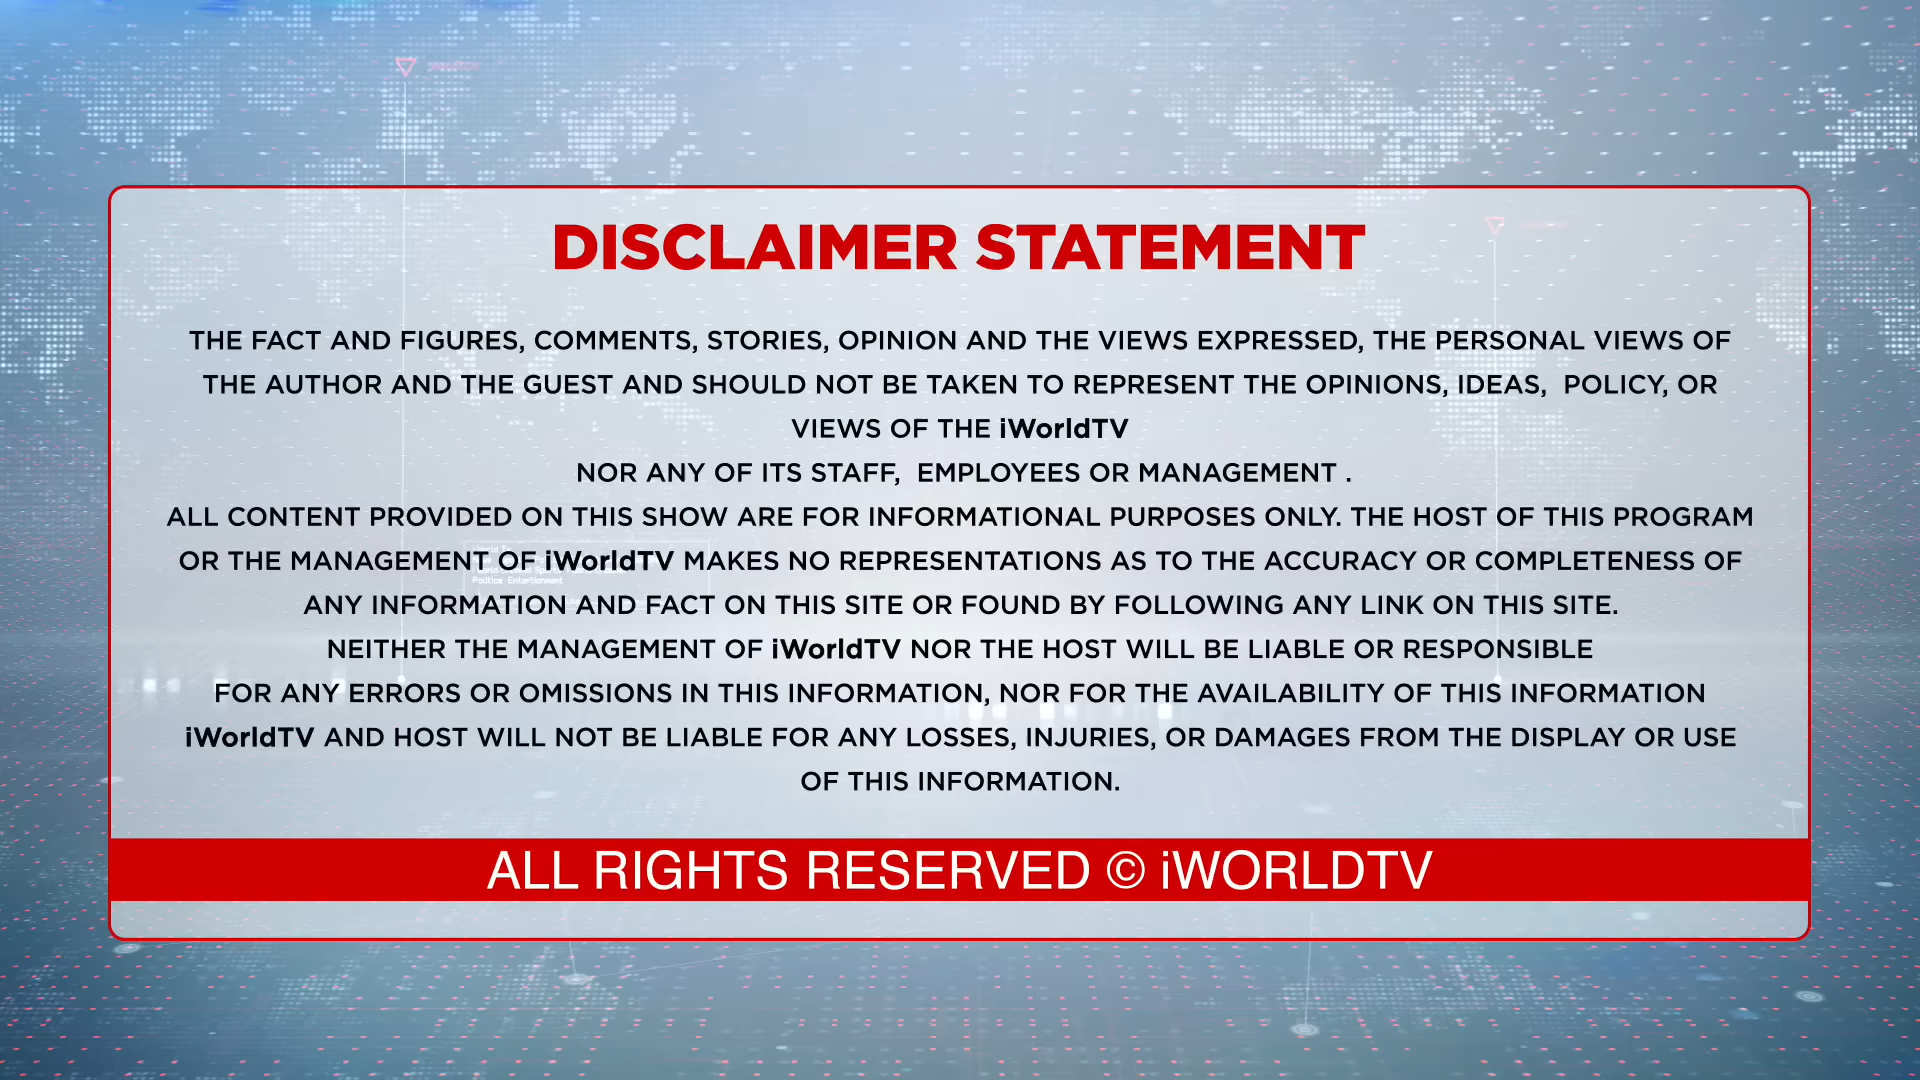 DISCLAIMER STATEMENT
THE FACT AND FIGURES, COMMENTS, STORIES, OPINION AND THE VIEWS EXPRESSED, THE PERSONAL VIEWS OF
THE AUTHOR AND THE GUEST AND SHOULD NOT BE TAKEN TO REPRESENT THE OPINIONS, IDEAS,  POLICY, OR
VIEWS OF THE iWorldTV
NOR ANY OF ITS STAFF,  EMPLOYEES OR MANAGEMENT .
ALL CONTENT PROVIDED ON THIS SHOW ARE FOR INFORMATIONAL PURPOSES ONLY. THE HOST OF THIS PROGRAM
OR THE MANAGEMENT OF iWorldTV MAKES NO REPRESENTATIONS AS TO THE ACCURACY OR COMPLETENESS OF
Politics Entertionment
ANY INFORMATION AND FACT ON THIS SITE OR FOUND BY FOLLOWING ANY LINK ON THIS SITE.
NEITHER THE MANAGEMENT OF iWorldTV NOR THE HOST WILL BE LIABLE OR RESPONSIBLE
FOR ANY ERRORS OR OMISSIONS IN THIS INFORMATION, NOR FOR THE AVAILABILITY OF THIS INFORMATION
iWorldTV AND HOST WILL NOT BE LIABLE FOR ANY LOSSES, INJURIES, OR DAMAGES FROM THE DISPLAY OR USE
OF THIS INFORMATION.
ALL RIGHTS RESERVED © iWORLDTV